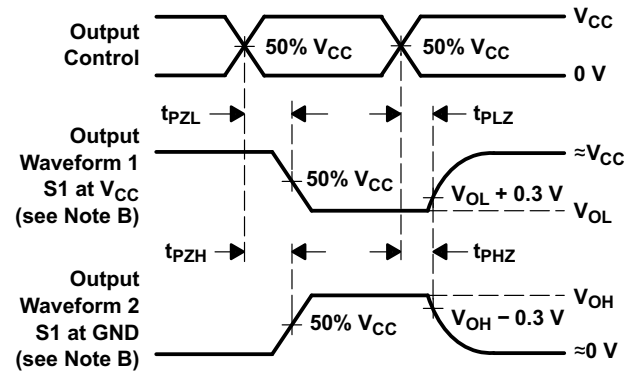 Output
Control
50% V_CC
50% V_CC
V_CC
0 V
t_PZL
t_PLZ
Output
Waveform 1
S1 at V_CC
(see Note B)
50% V_CC
≈V_CC
V_OL + 0.3 V
V_OL
t_PZH
t_PHZ
Output
Waveform 2
S1 at GND
(see Note B)
50% V_CC
V_OH
V_OH − 0.3 V
≈0 V